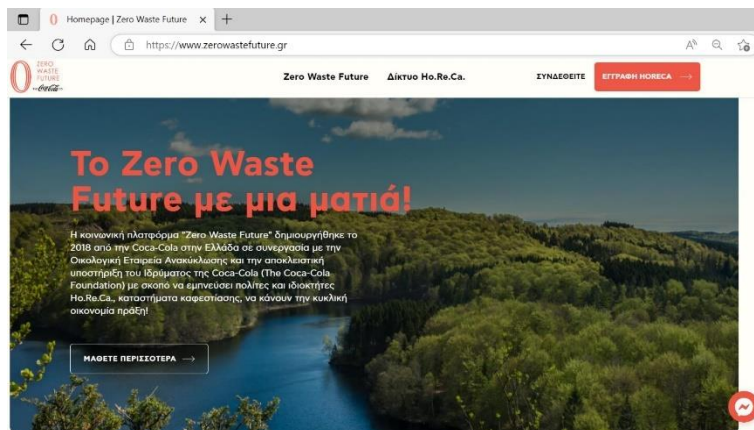 Homepage | Zero Waste Future
https://www.zerowastefuture.gr
ZERO
WASTE
FUTURE
Coca-Cola
Zero Waste Future
Δίκτυο Ho.Re.Ca.
ΣΥΝΔΕΘΕΙΤΕ
ΕΓΓΡΑΦΗ HORECA
Το Zero Waste
Future με μια ματιά!
Η κοινωνική πλατφόρμα "Zero Waste Future" δημιουργήθηκε το
2018 από την Coca-Cola στην Ελλάδα σε συνεργασία με την
Οικολογική Εταιρεία Ανακύκλωσης και την αποκλειστική
υποστήριξη του Ιδρύματος της Coca-Cola (The Coca-Cola
Foundation) με σκοπό να εμπνεύσει πολίτες και ιδιοκτήτες
Ho.Re.Ca., καταστήματα καφεστίασης, να κάνουν την κυκλική
οικονομία πράξη!
ΜΑΘΕΤΕ ΠΕΡΙΣΣΟΤΕΡΑ